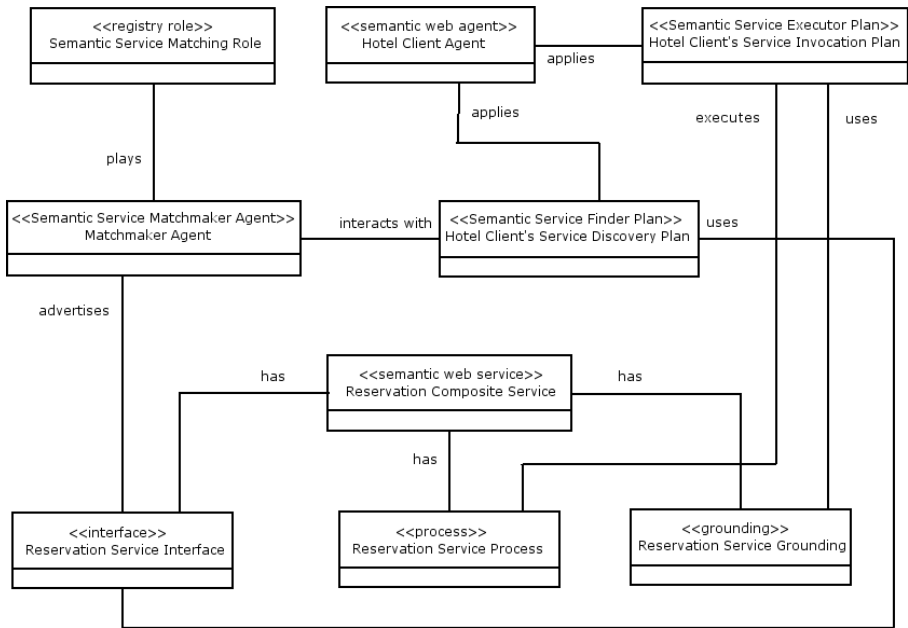 <<registry role>>
Semantic Service Matching Role
<<semantic web agent>>
Hotel Client Agent
applies
<<Semantic Service Executor Plan>>
Hotel Client's Service Invocation Plan
applies
executes
uses
plays
<<Semantic Service Matchmaker Agent>>
Matchmaker Agent
interacts with
<<Semantic Service Finder Plan>>
Hotel Client's Service Discovery Plan
uses
advertises
has
<<semantic web service>>
Reservation Composite Service
has
has
<<interface>>
Reservation Service Interface
<<process>>
Reservation Service Process
<<grounding>>
Reservation Service Grounding